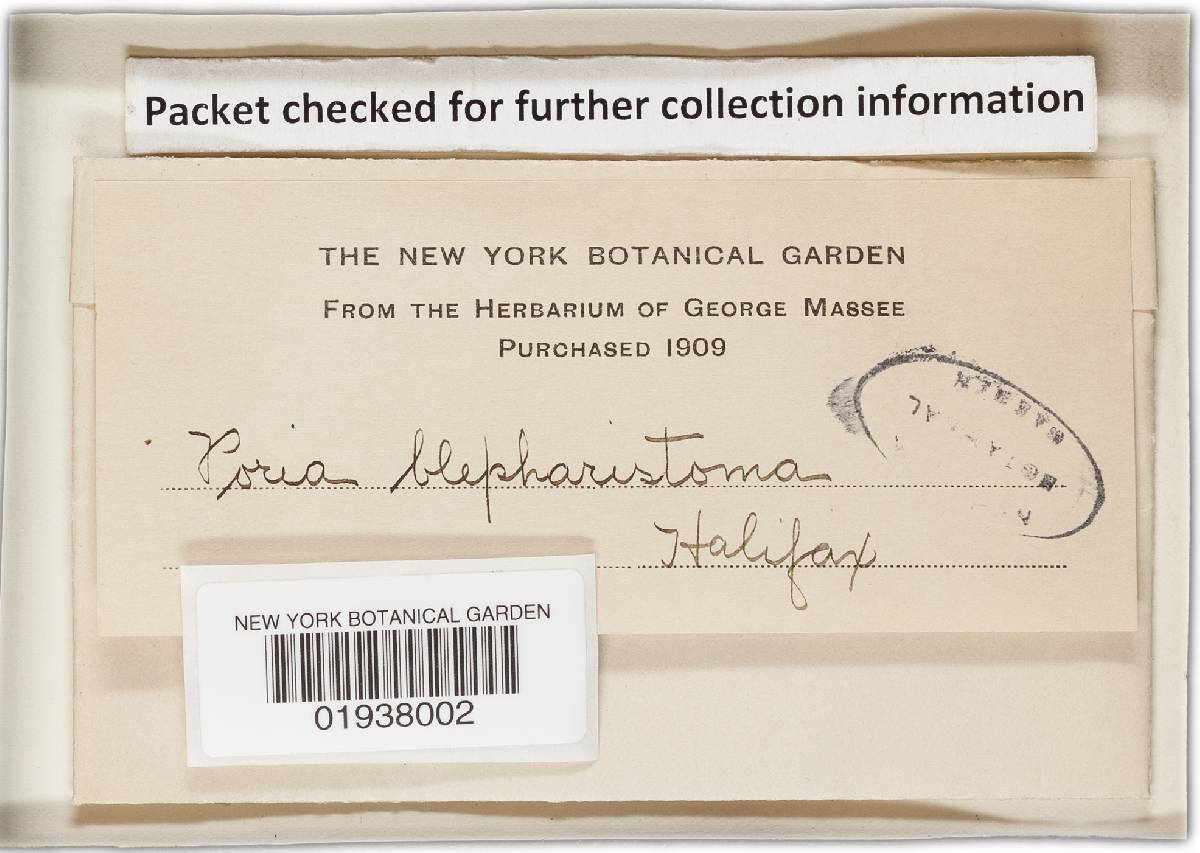 Packet checked for further collection information
THE NEW YORK BOTANICAL GARDEN
FROM THE HERBARIUM OF GEORGE MASSEE
PURCHASED 1909
Poria blepharistoma
Halifax
NEW YORK BOTANICAL GARDEN
01938002